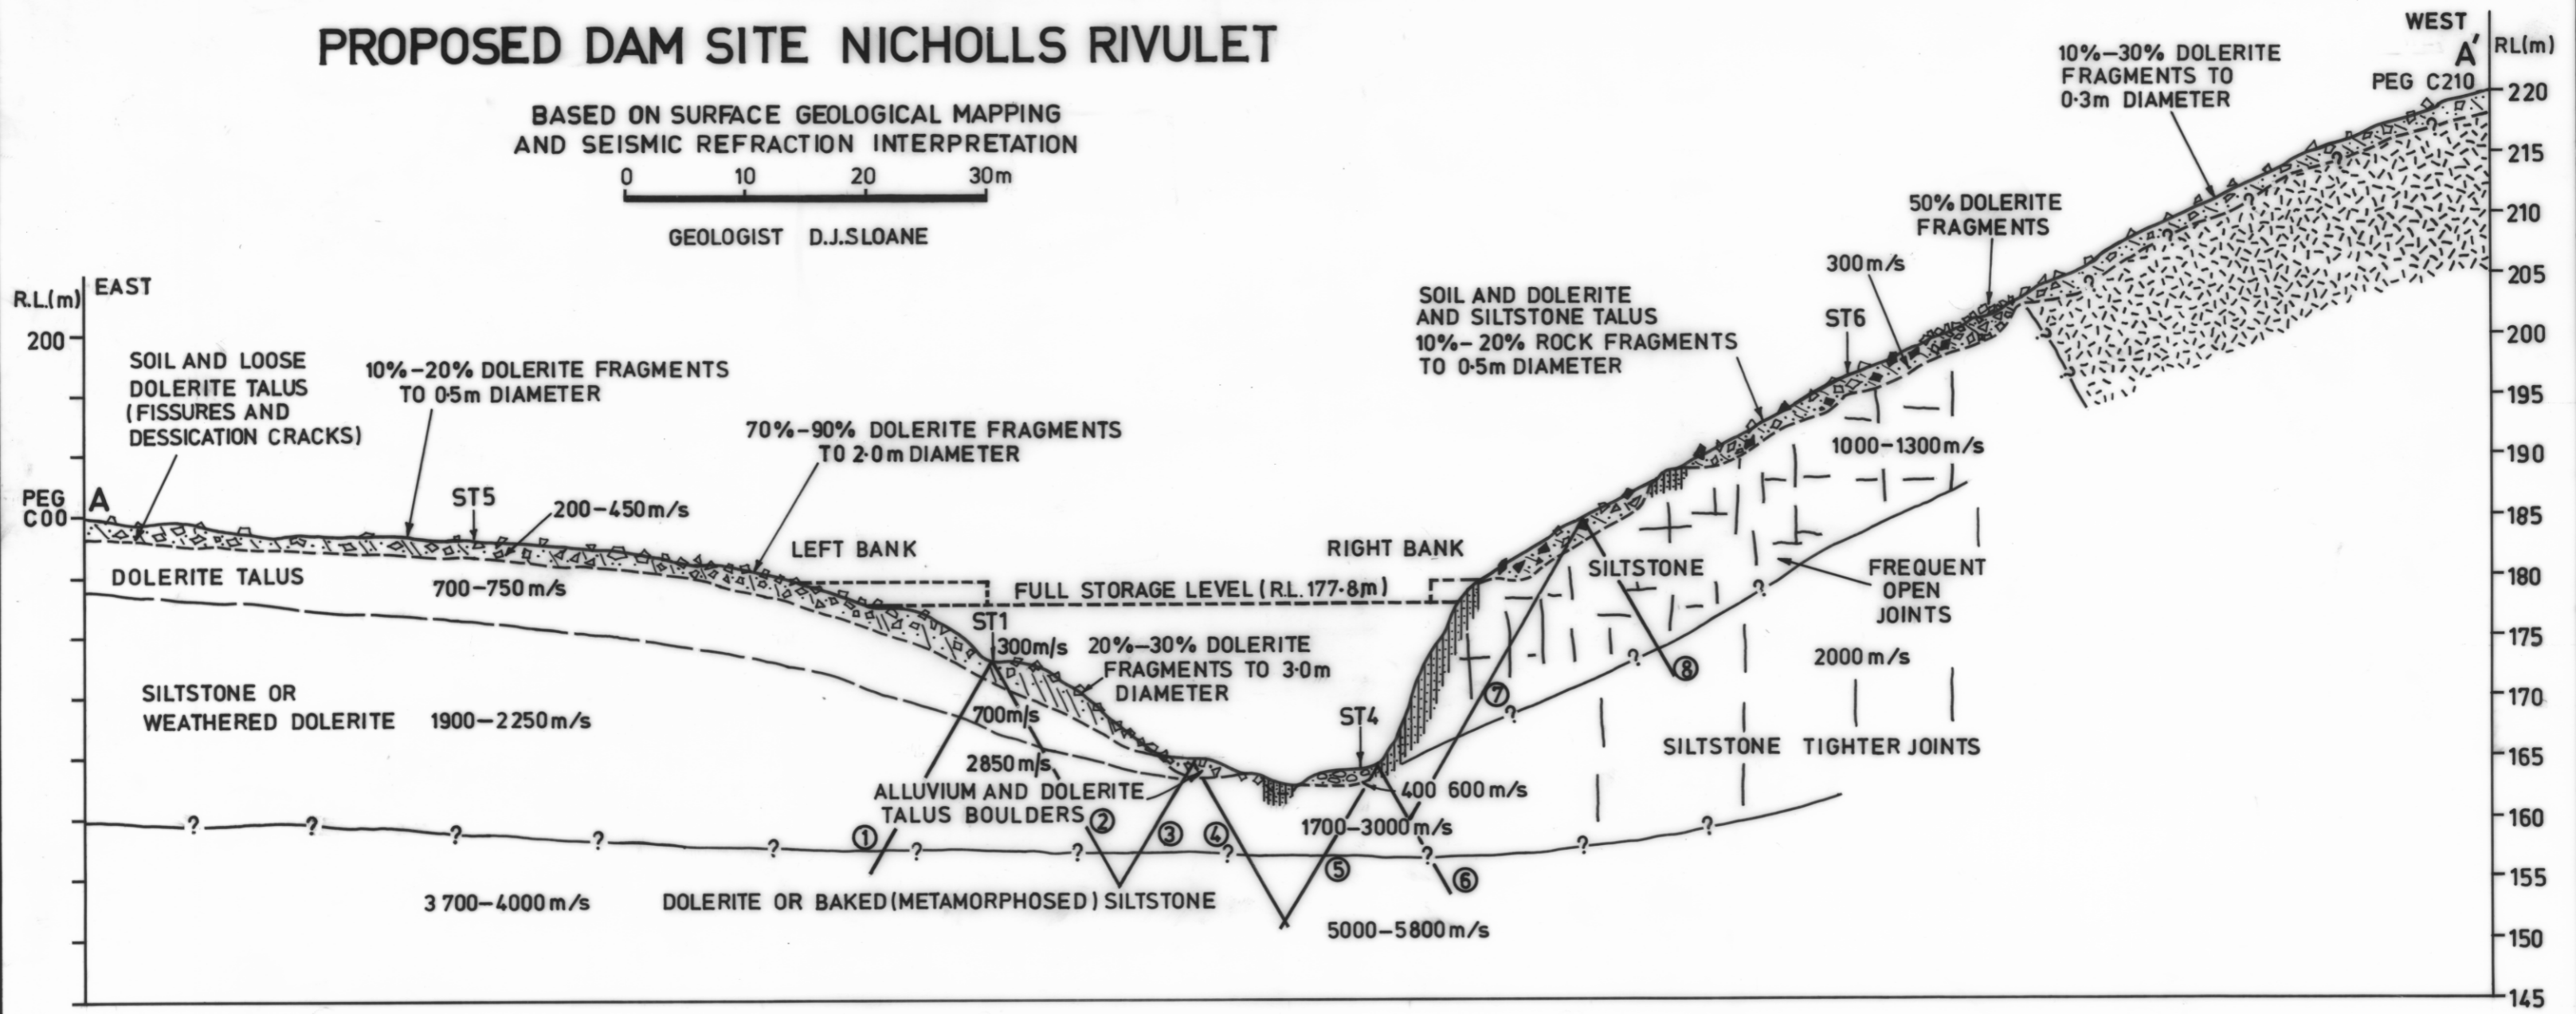 PROPOSED DAM SITE NICHOLLS RIVULET
BASED ON SURFACE GEOLOGICAL MAPPING
AND SEISMIC REFRACTION INTERPRETATION
0 10 20 30m
GEOLOGIST D.J.SLOANE
WEST
A'
RL(m)
PEG C210
220
215
210
205
200
195
190
185
180
175
170
165
160
155
150
145
10%-30% DOLERITE
FRAGMENTS TO
0·3m DIAMETER
50% DOLERITE
FRAGMENTS
300m/s
ST6
SOIL AND DOLERITE
AND SILTSTONE TALUS
10%-20% ROCK FRAGMENTS
TO 0·5m DIAMETER
EAST
R.L.(m)
200
SOIL AND LOOSE
DOLERITE TALUS
(FISSURES AND
DESSICATION CRACKS)
10%-20% DOLERITE FRAGMENTS
TO 0·5m DIAMETER
70%-90% DOLERITE FRAGMENTS
TO 2·0m DIAMETER
PEG
C00
A
ST5
200-450m/s
LEFT BANK
RIGHT BANK
FULL STORAGE LEVEL (R.L. 177·8m)
DOLERITE TALUS
700-750m/s
ST1
300m/s
20%-30% DOLERITE
FRAGMENTS TO 3·0m
DIAMETER
SILTSTONE OR
WEATHERED DOLERITE 1900-2250m/s
700m/s
2850m/s
ALLUVIUM AND DOLERITE
TALUS BOULDERS
ST4
400 600m/s
1700-3000m/s
1000-1300m/s
SILTSTONE
FREQUENT
OPEN
JOINTS
2000m/s
SILTSTONE TIGHTER JOINTS
1 2 3 4 5 6 7 8
? ? ? ? ? ? ? ? ? ? ?
? ? ?
? ?
? ? ? ? ? ?
3700-4000m/s
DOLERITE OR BAKED (METAMORPHOSED) SILTSTONE
5000-5800m/s